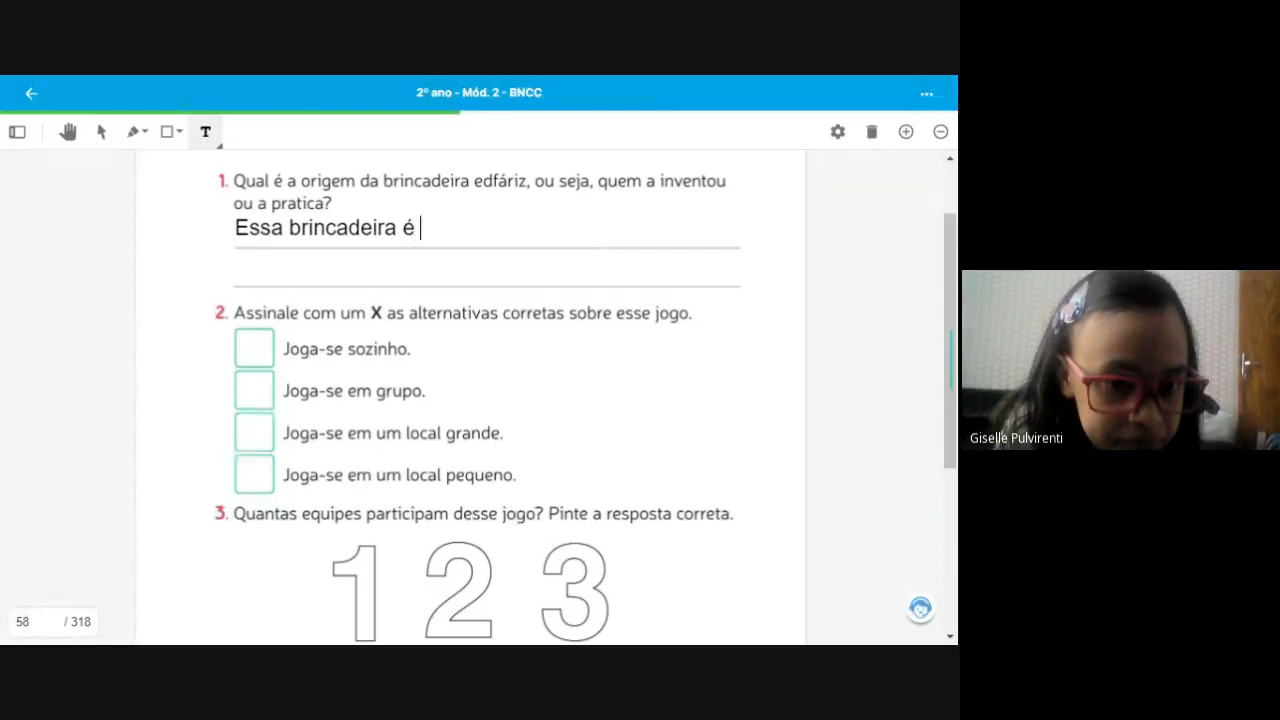 2º ano - Mód. 2 - BNCC
T
1. Qual é a origem da brincadeira edfáriz, ou seja, quem a inventou
ou a pratica?
Essa brincadeira é
2. Assinale com um X as alternativas corretas sobre esse jogo.
Joga-se sozinho.
Joga-se em grupo.
Joga-se em um local grande.
Joga-se em um local pequeno.
3. Quantas equipes participam desse jogo? Pinte a resposta correta.
1 2 3
58 / 318
Giselle Pulvirenti